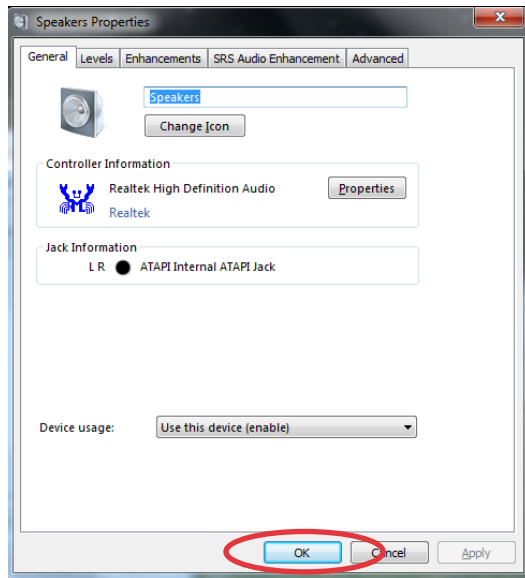 Speakers Properties
General Levels Enhancements SRS Audio Enhancement Advanced
Speakers
Change Icon
Controller Information
Realtek High Definition Audio Properties
Realtek
Jack Information
L R ATAPI Internal ATAPI Jack
Device usage: Use this device (enable)
OK Cancel Apply